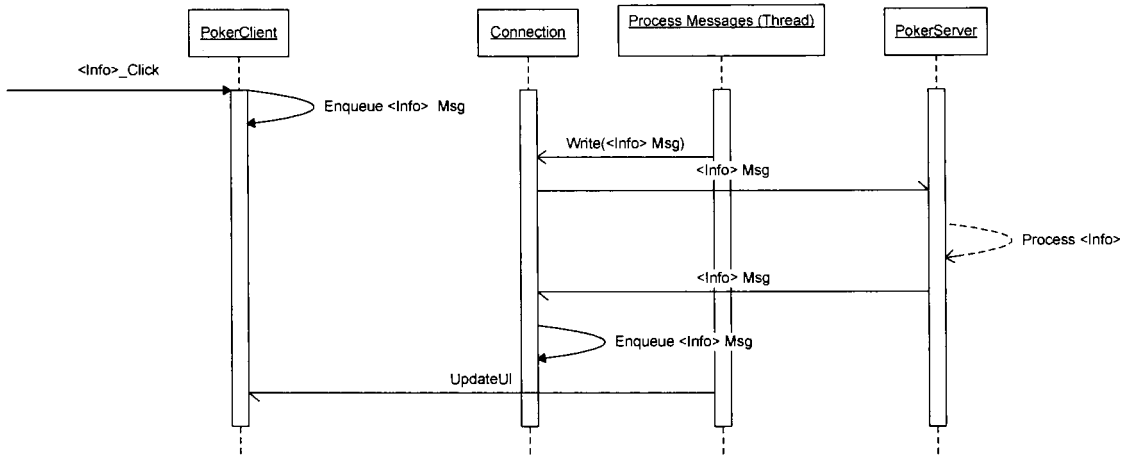 PokerClient
Connection
Process Messages (Thread)
PokerServer
<Info>_Click
Enqueue <Info> Msg
Write(<Info> Msg)
<Info> Msg
Process <Info>
<Info> Msg
Enqueue <Info> Msg
UpdateUI